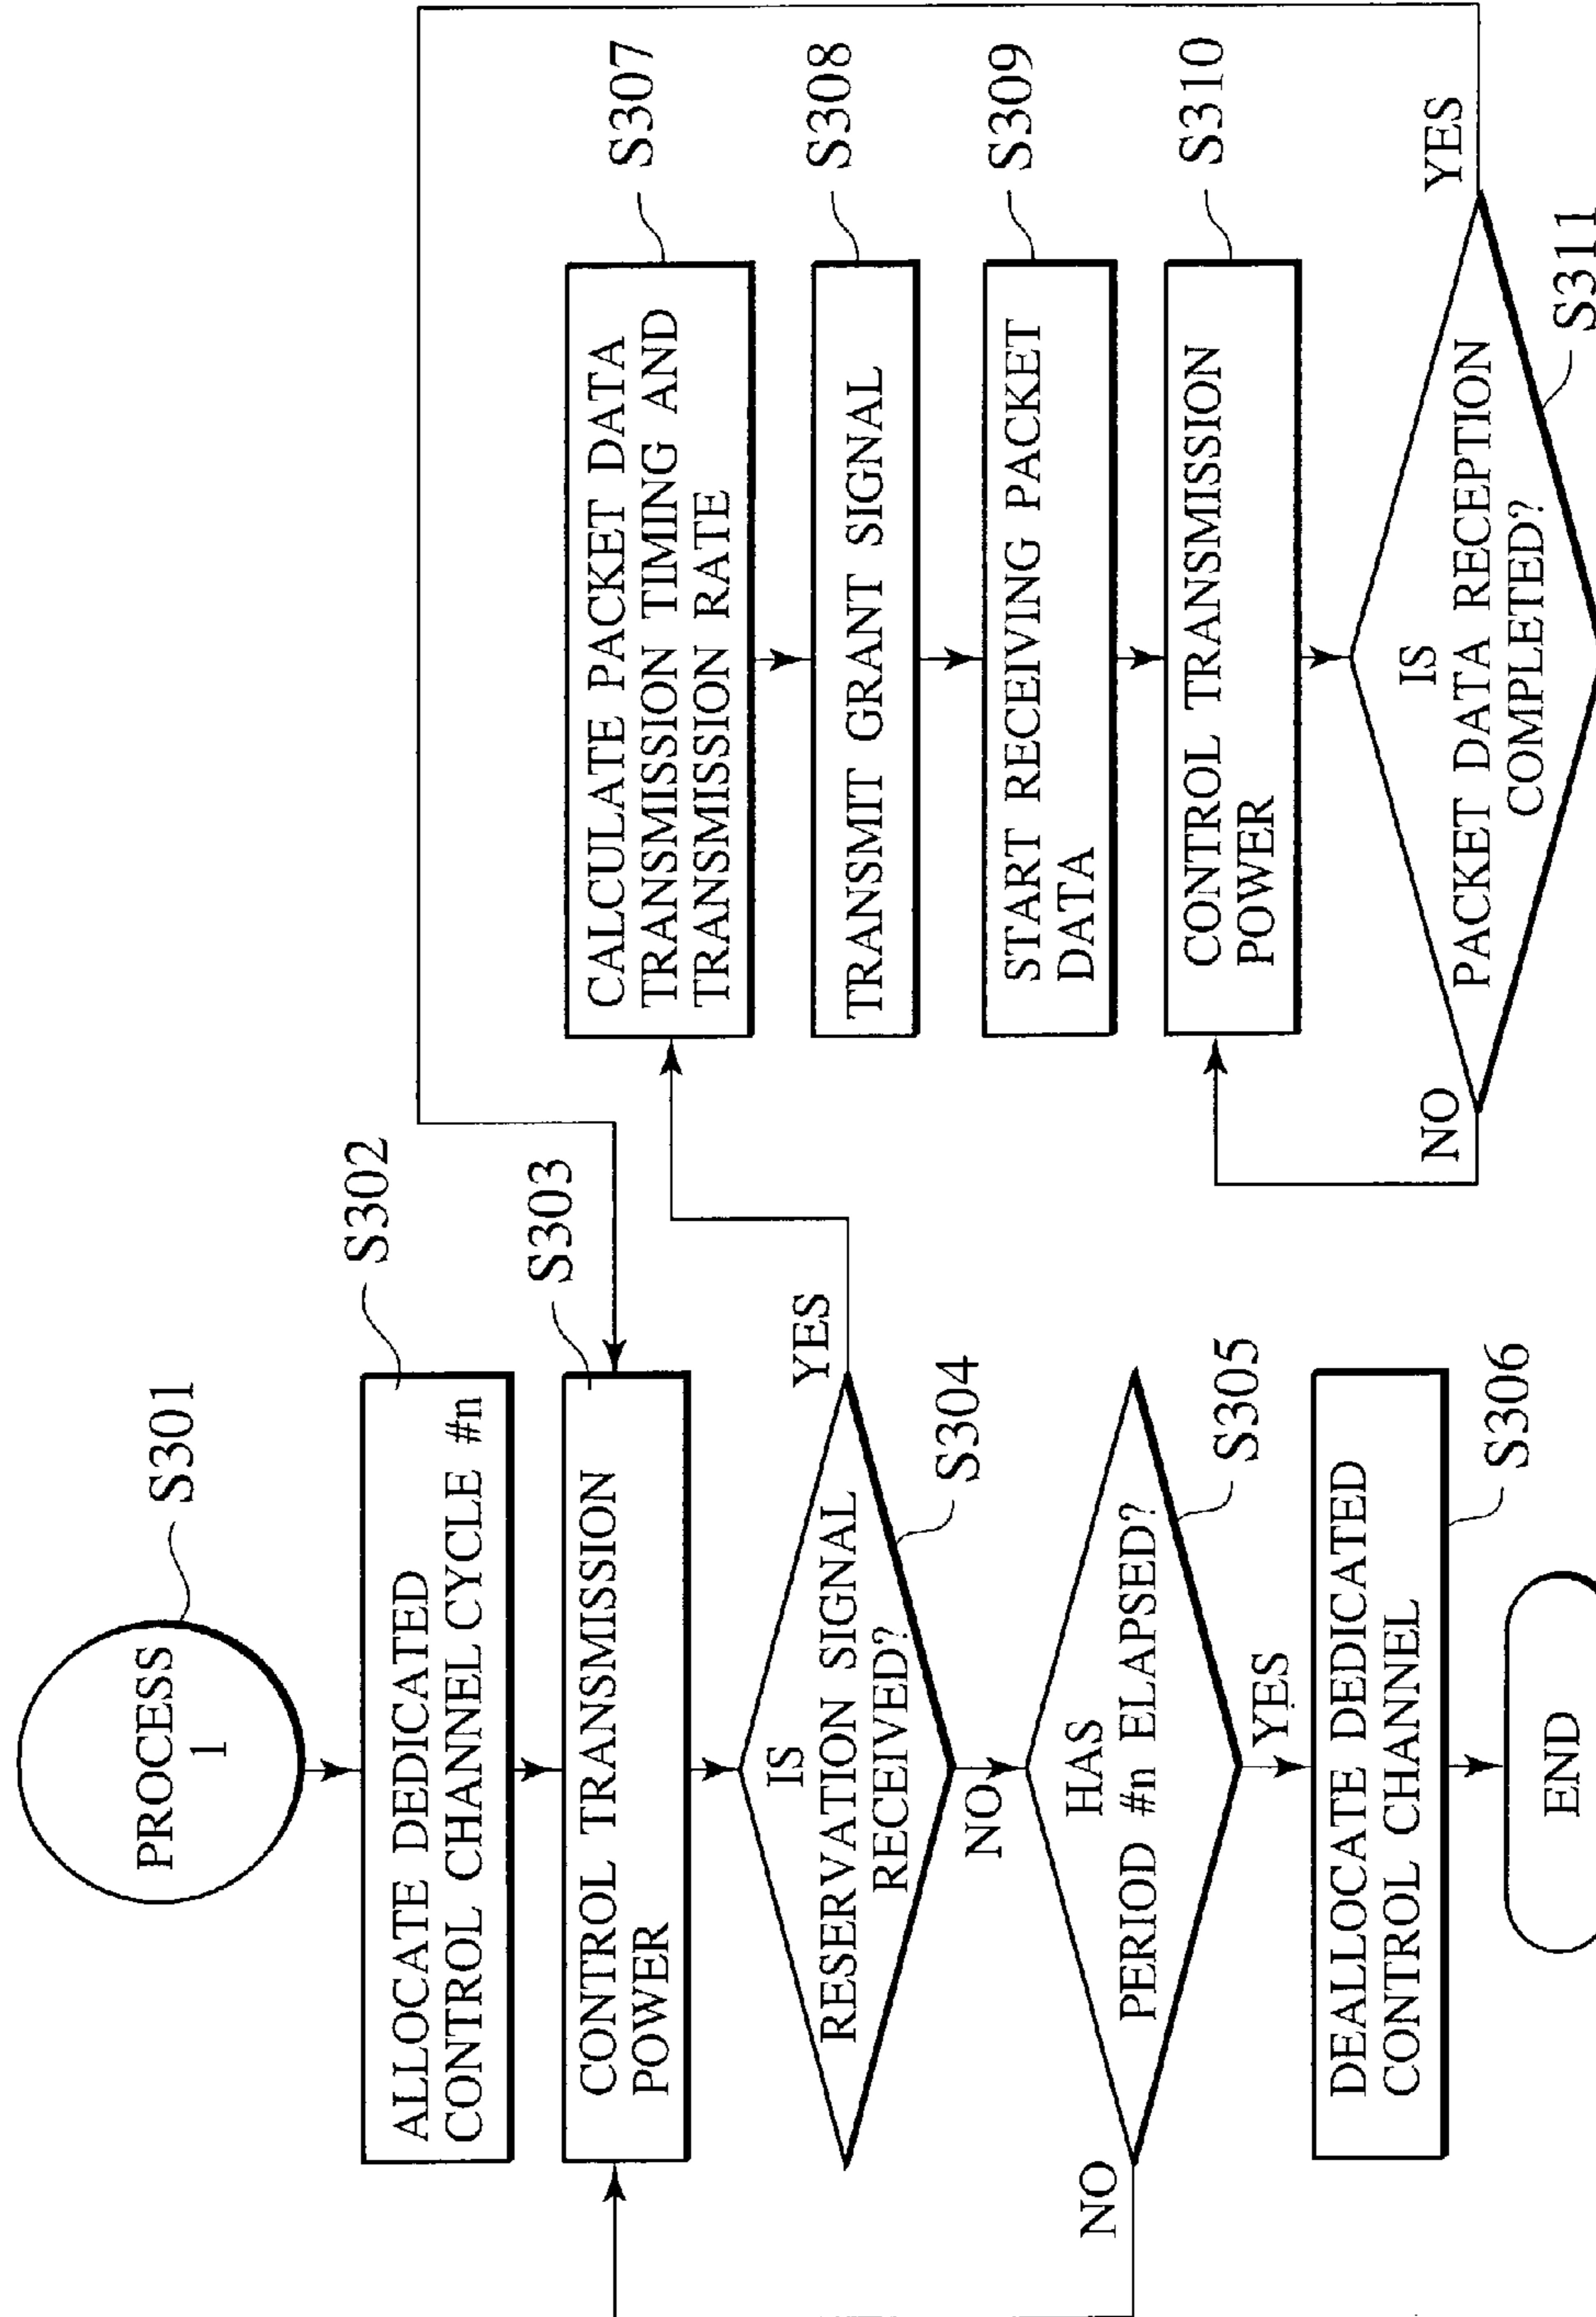 PROCESS
1
S301
ALLOCATE DEDICATED
CONTROL CHANNEL CYCLE #n
S302
CONTROL TRANSMISSION
POWER
S303
IS
RESERVATION SIGNAL
RECEIVED?
S304
YES
NO
HAS
PERIOD #n ELAPSED?
S305
NO
YES
DEALLOCATE DEDICATED
CONTROL CHANNEL
S306
END
CALCULATE PACKET DATA
TRANSMISSION TIMING AND
TRANSMISSION RATE
S307
TRANSMIT GRANT SIGNAL
S308
START RECEIVING PACKET
DATA
S309
CONTROL TRANSMISSION
POWER
S310
IS
PACKET DATA RECEPTION
COMPLETED?
S311
NO
YES